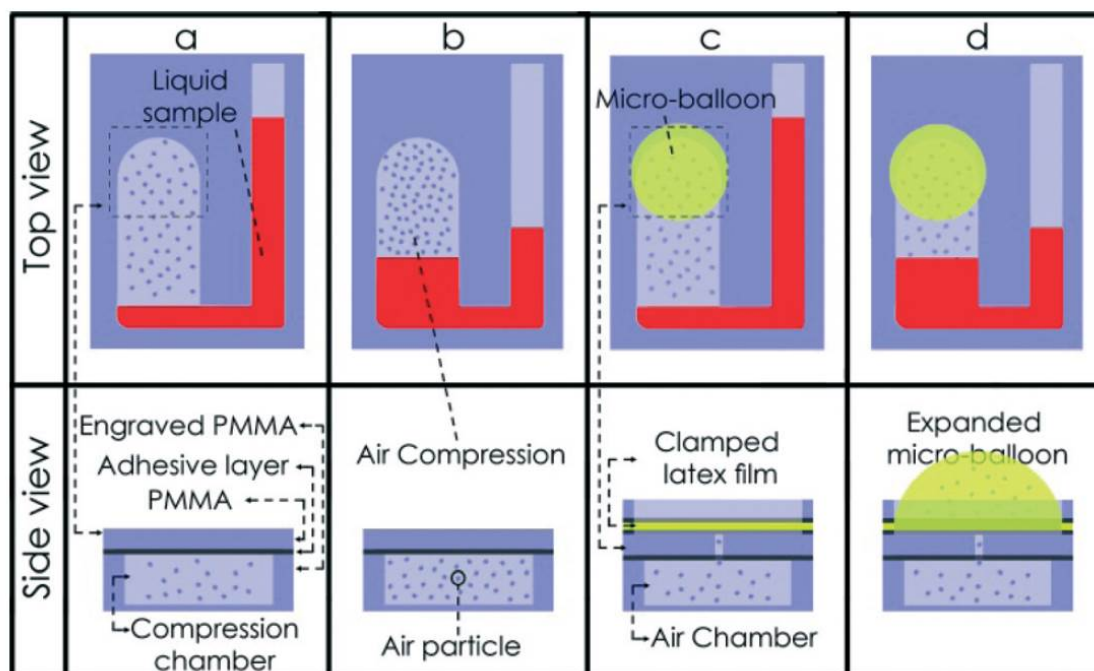 a
b
c
d
Top view
Liquid
sample
Micro-balloon
Side view
Engraved PMMA
Adhesive layer
PMMA
Compression
chamber
Air Compression
Air particle
Clamped
latex film
Air Chamber
Expanded
micro-balloon